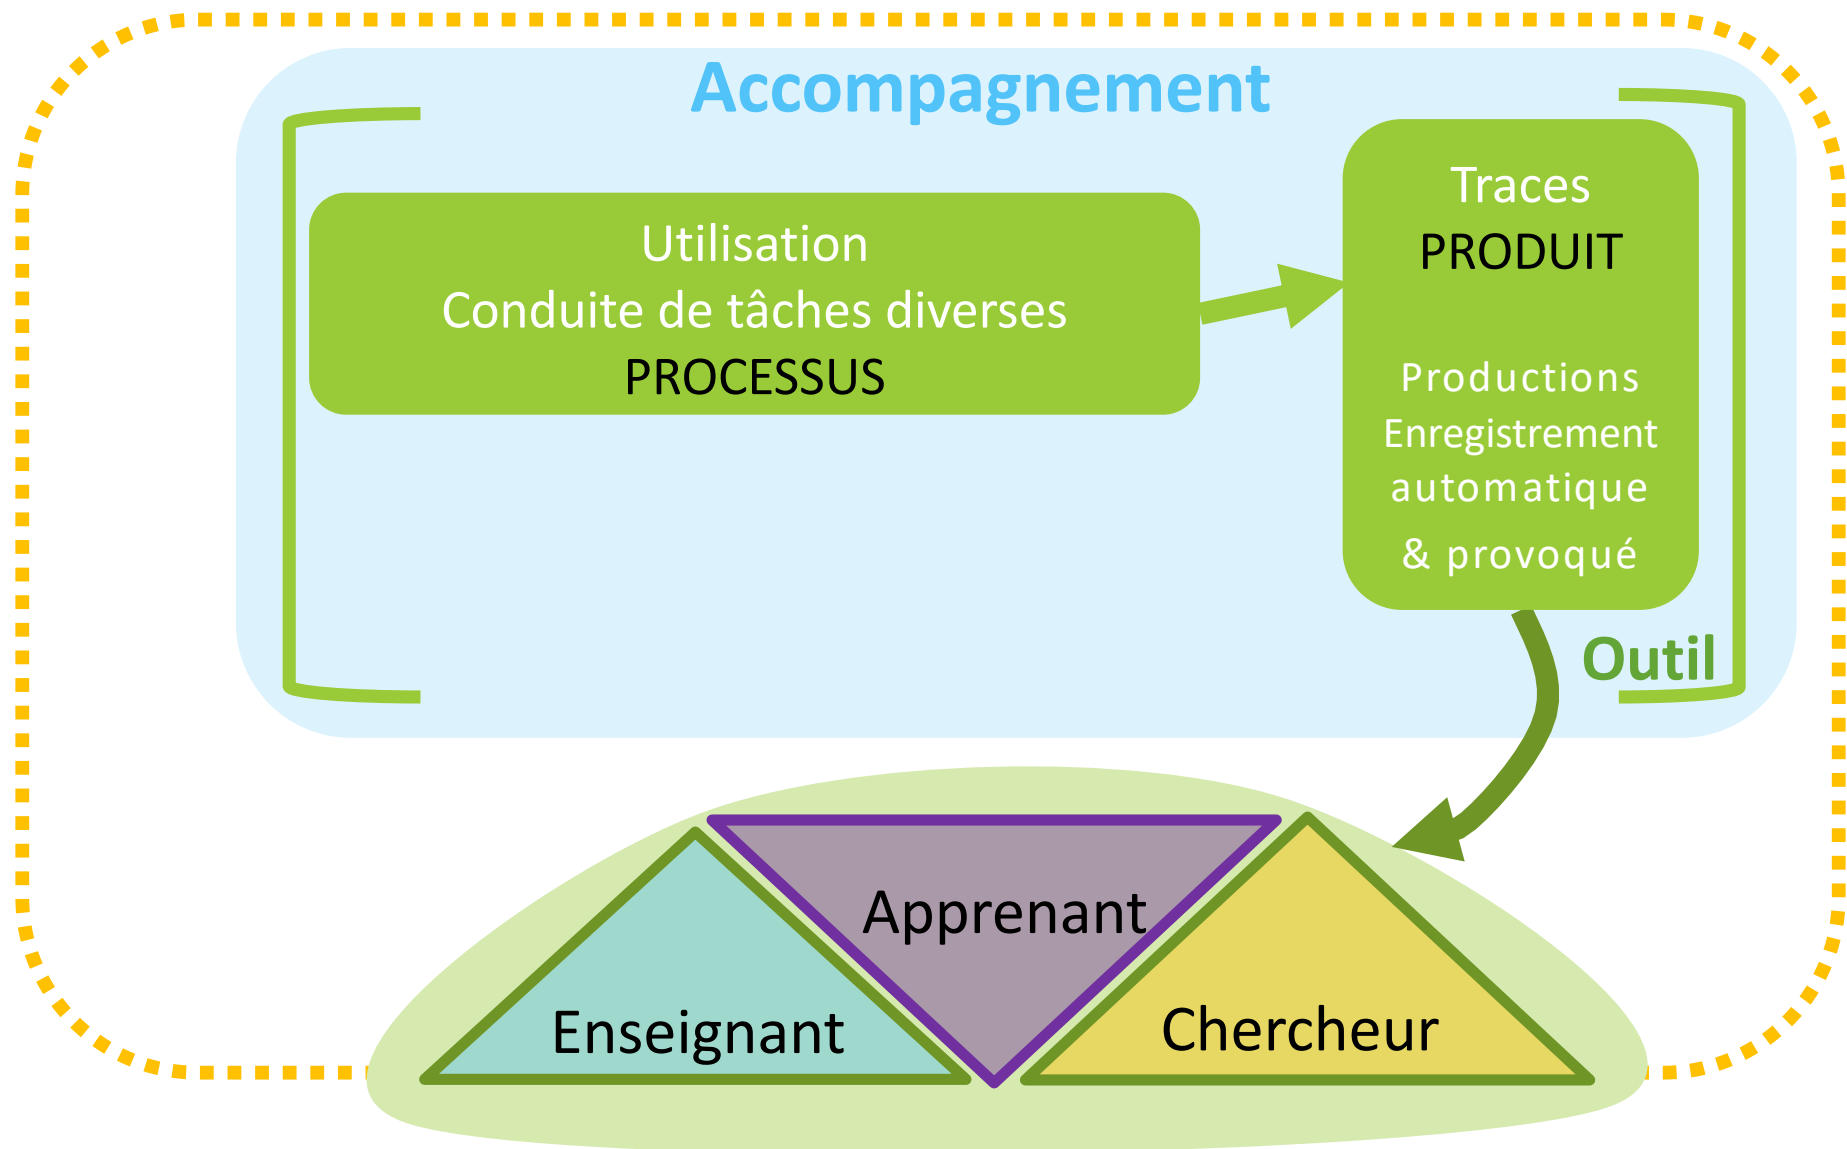 Accompagnement
Utilisation
Conduite de tâches diverses
PROCESSUS
Traces
PRODUIT
Productions
Enregistrement
automatique
& provoqué
Outil
Apprenant
Enseignant
Chercheur